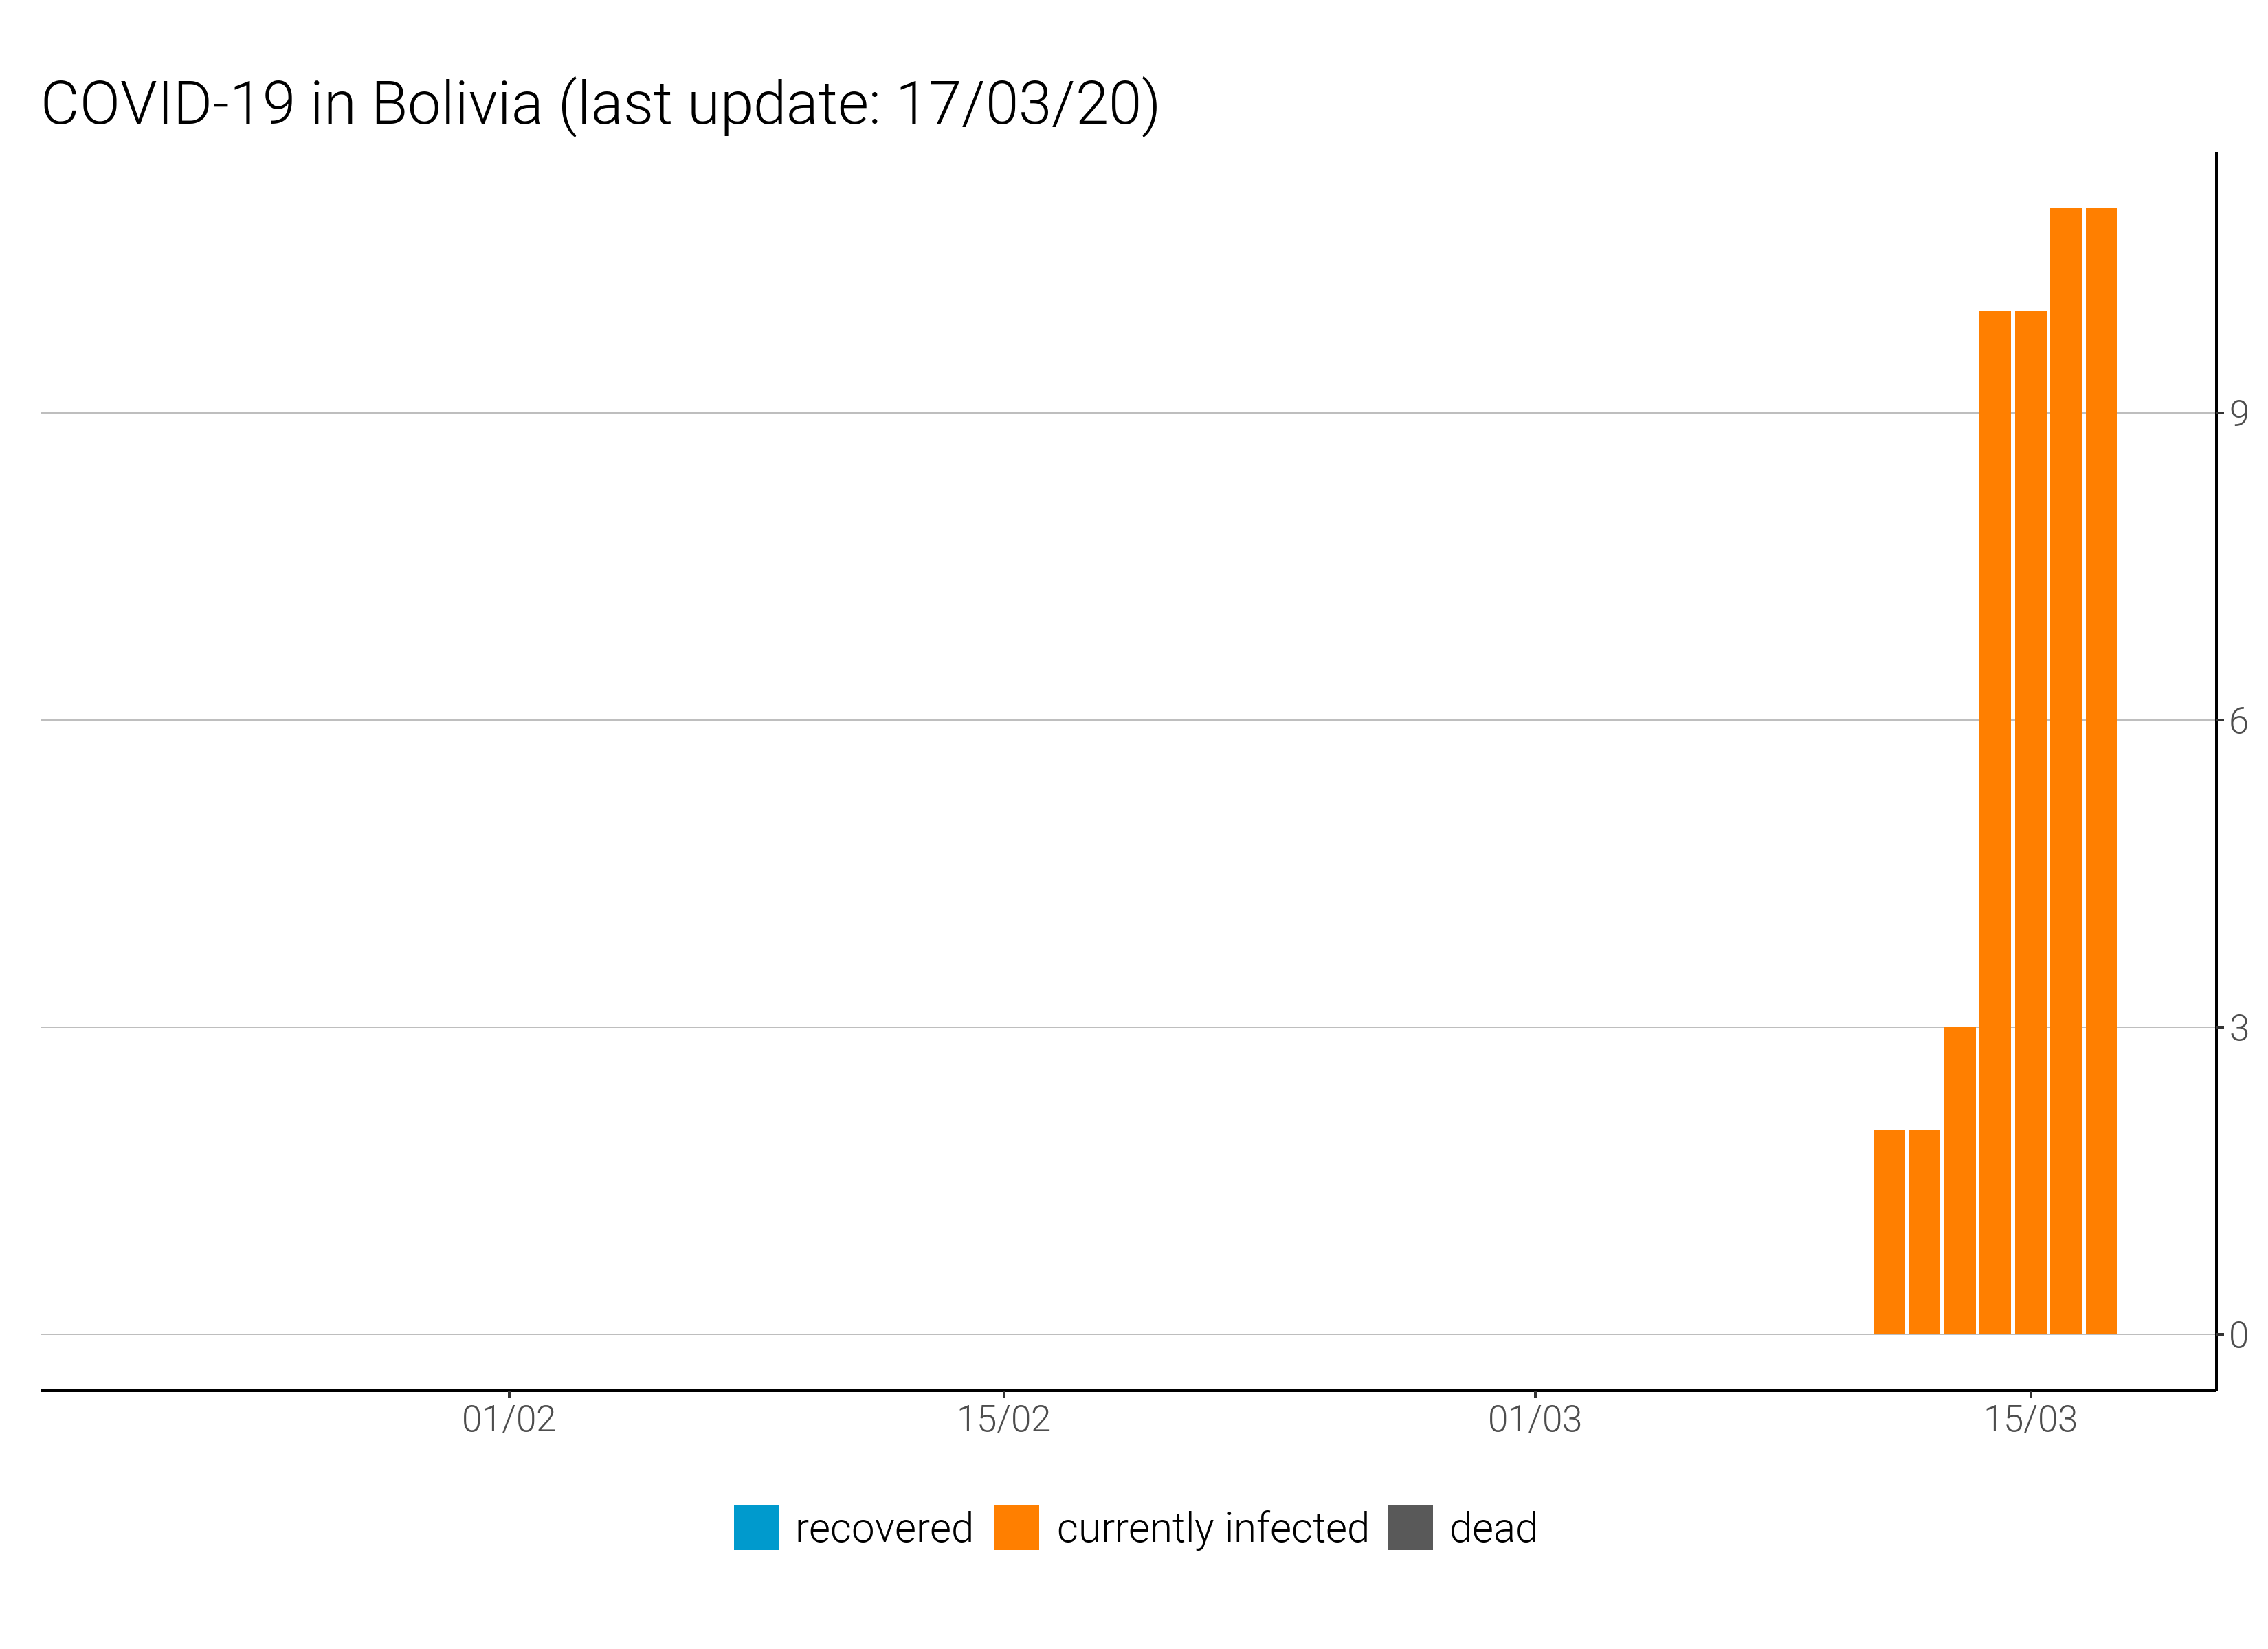 COVID-19 in Bolivia (last update: 17/03/20)
9
6
3
0
01/02 15/02 01/03 15/03
recovered currently infected dead